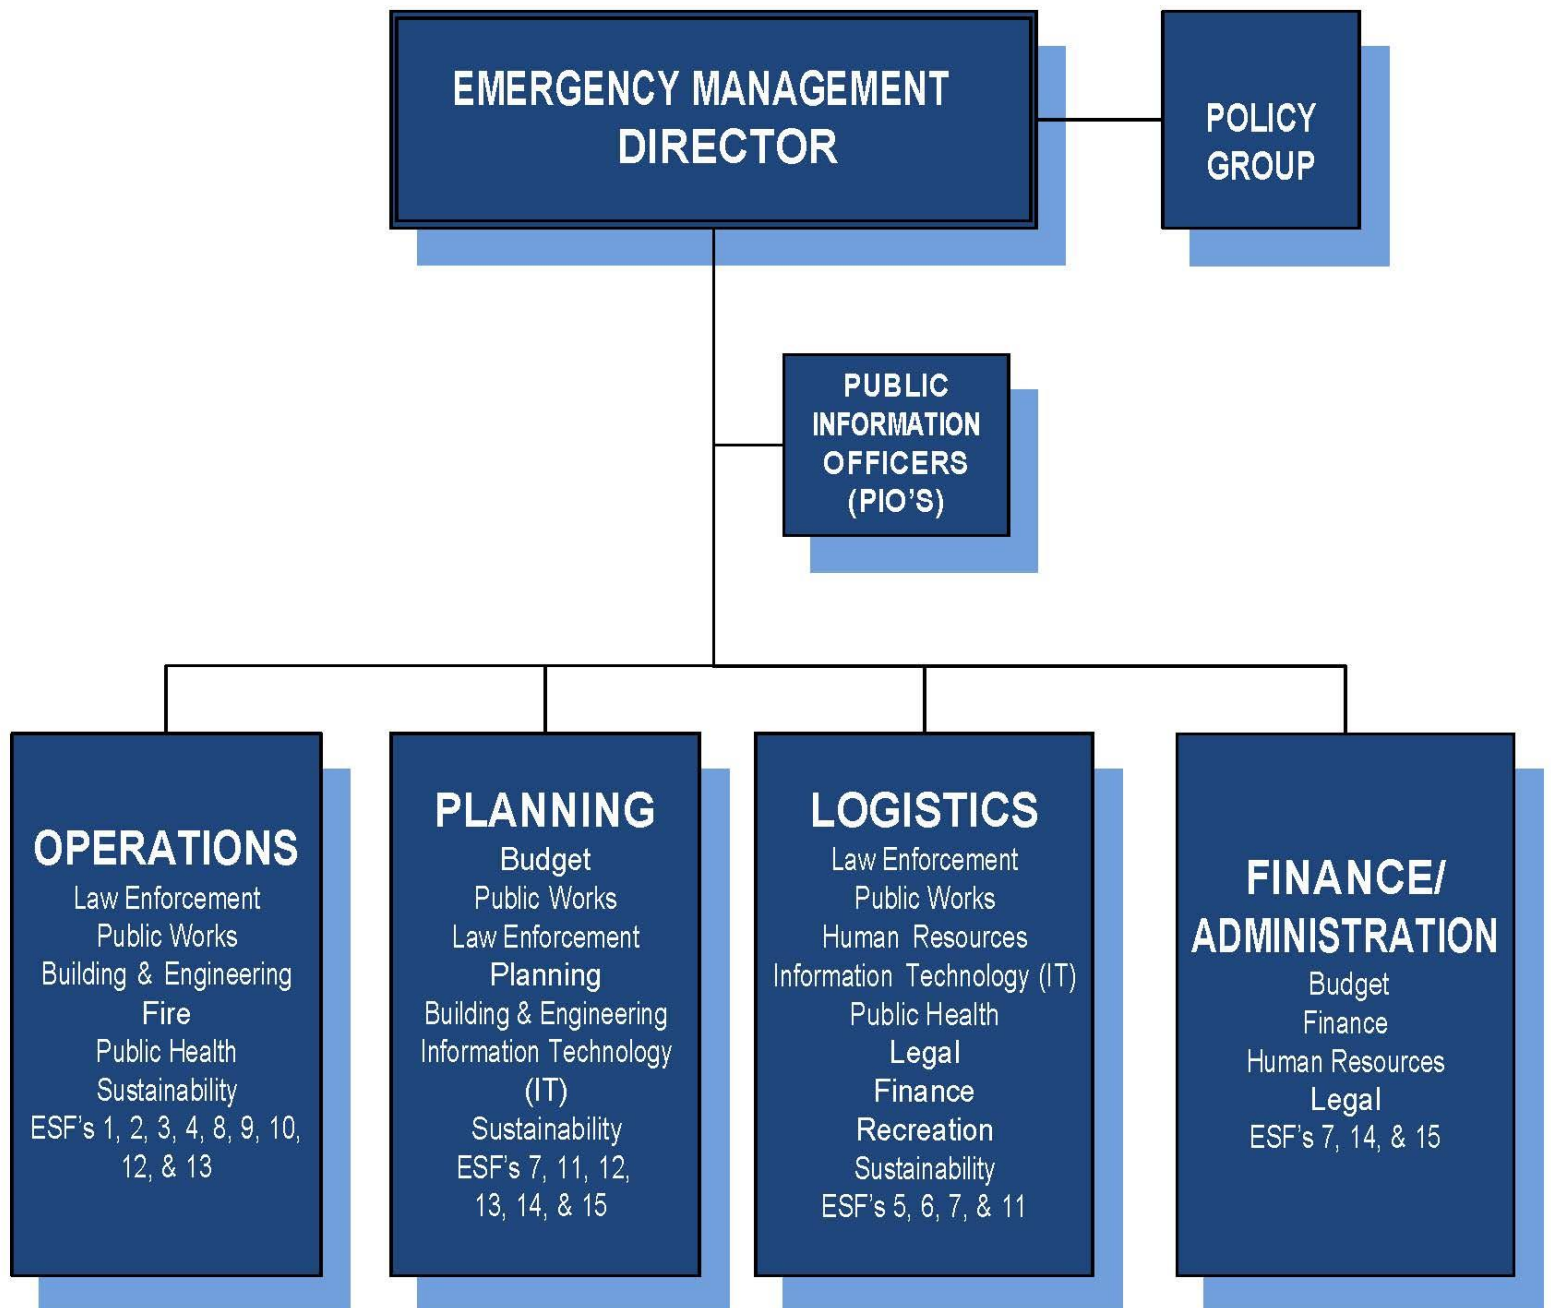 EMERGENCY MANAGEMENT
DIRECTOR
POLICY
GROUP
PUBLIC
INFORMATION
OFFICERS
(PIO’S)
OPERATIONS
Law Enforcement
Public Works
Building & Engineering
Fire
Public Health
Sustainability
ESF’s 1, 2, 3, 4, 8, 9, 10,
12, & 13
PLANNING
Budget
Public Works
Law Enforcement
Planning
Building & Engineering
Information Technology
(IT)
Sustainability
ESF’s 7, 11, 12,
13, 14, & 15
LOGISTICS
Law Enforcement
Public Works
Human Resources
Information Technology (IT)
Public Health
Legal
Finance
Recreation
Sustainability
ESF’s 5, 6, 7, & 11
FINANCE/
ADMINISTRATION
Budget
Finance
Human Resources
Legal
ESF’s 7, 14, & 15